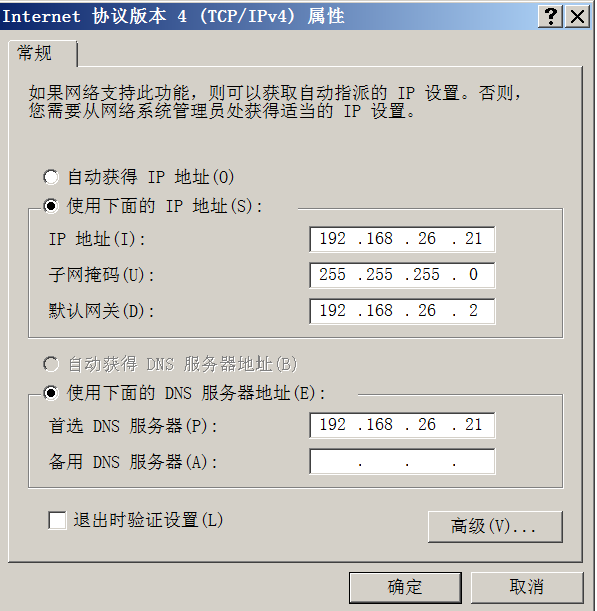 Internet 协议版本 4 (TCP/IPv4) 属性
常规
如果网络支持此功能，则可以获取自动指派的 IP 设置。否则，
您需要从网络系统管理员处获得适当的 IP 设置。
自动获得 IP 地址(O)
使用下面的 IP 地址(S):
IP 地址(I): 192 .168 . 26 . 21
子网掩码(U): 255 .255 .255 . 0
默认网关(D): 192 .168 . 26 . 2
自动获得 DNS 服务器地址(B)
使用下面的 DNS 服务器地址(E):
首选 DNS 服务器(P): 192 .168 . 26 . 21
备用 DNS 服务器(A): . . .
退出时验证设置(L)
高级(V)...
确定 取消